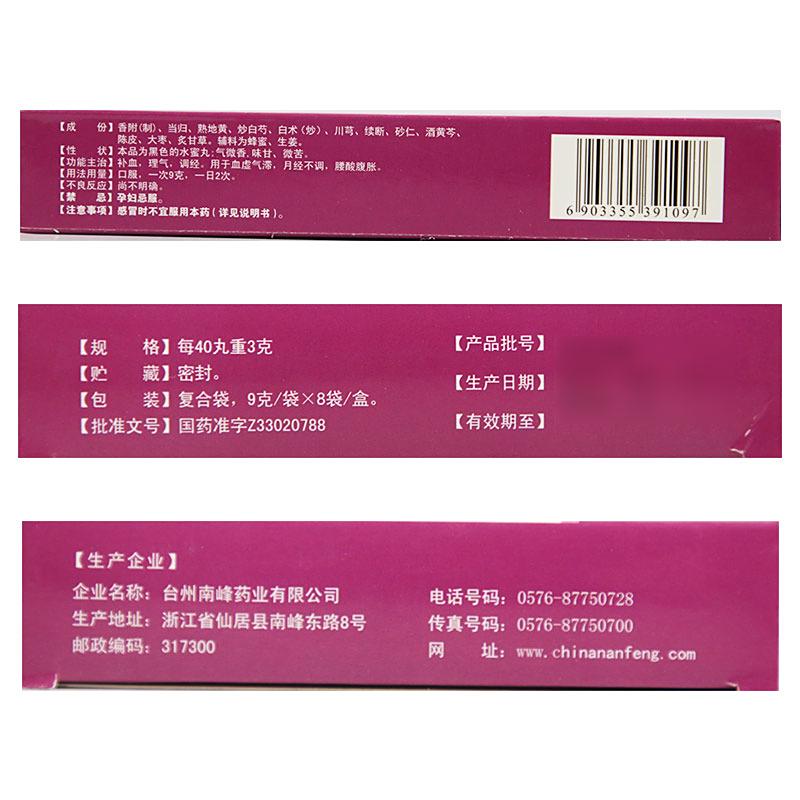 【成　份】香附(制)、当归、熟地黄、炒白芍、白术(炒)、川芎、续断、砂仁、酒黄芩、
陈皮、大枣、炙甘草。辅料为蜂蜜、生姜。
【性　状】本品为黑色的水蜜丸;气微香,味甘、微苦。
【功能主治】补血,理气,调经。用于血虚气滞,月经不调,腰酸腹胀。
【用法用量】口服,一次9克,一日2次。
【不良反应】尚不明确。
【禁　忌】孕妇忌服。
【注意事项】感冒时不宜服用本药(详见说明书)。
6 903355 391097
【规　格】每40丸重3克
【贮　藏】密封。
【包　装】复合袋,9克/袋×8袋/盒。
【批准文号】国药准字Z33020788
【产品批号】
【生产日期】
【有效期至】
【生产企业】
企业名称:台州南峰药业有限公司
生产地址:浙江省仙居县南峰东路8号
邮政编码:317300
电话号码:0576-87750728
传真号码:0576-87750700
网　址:www.chinananfeng.com